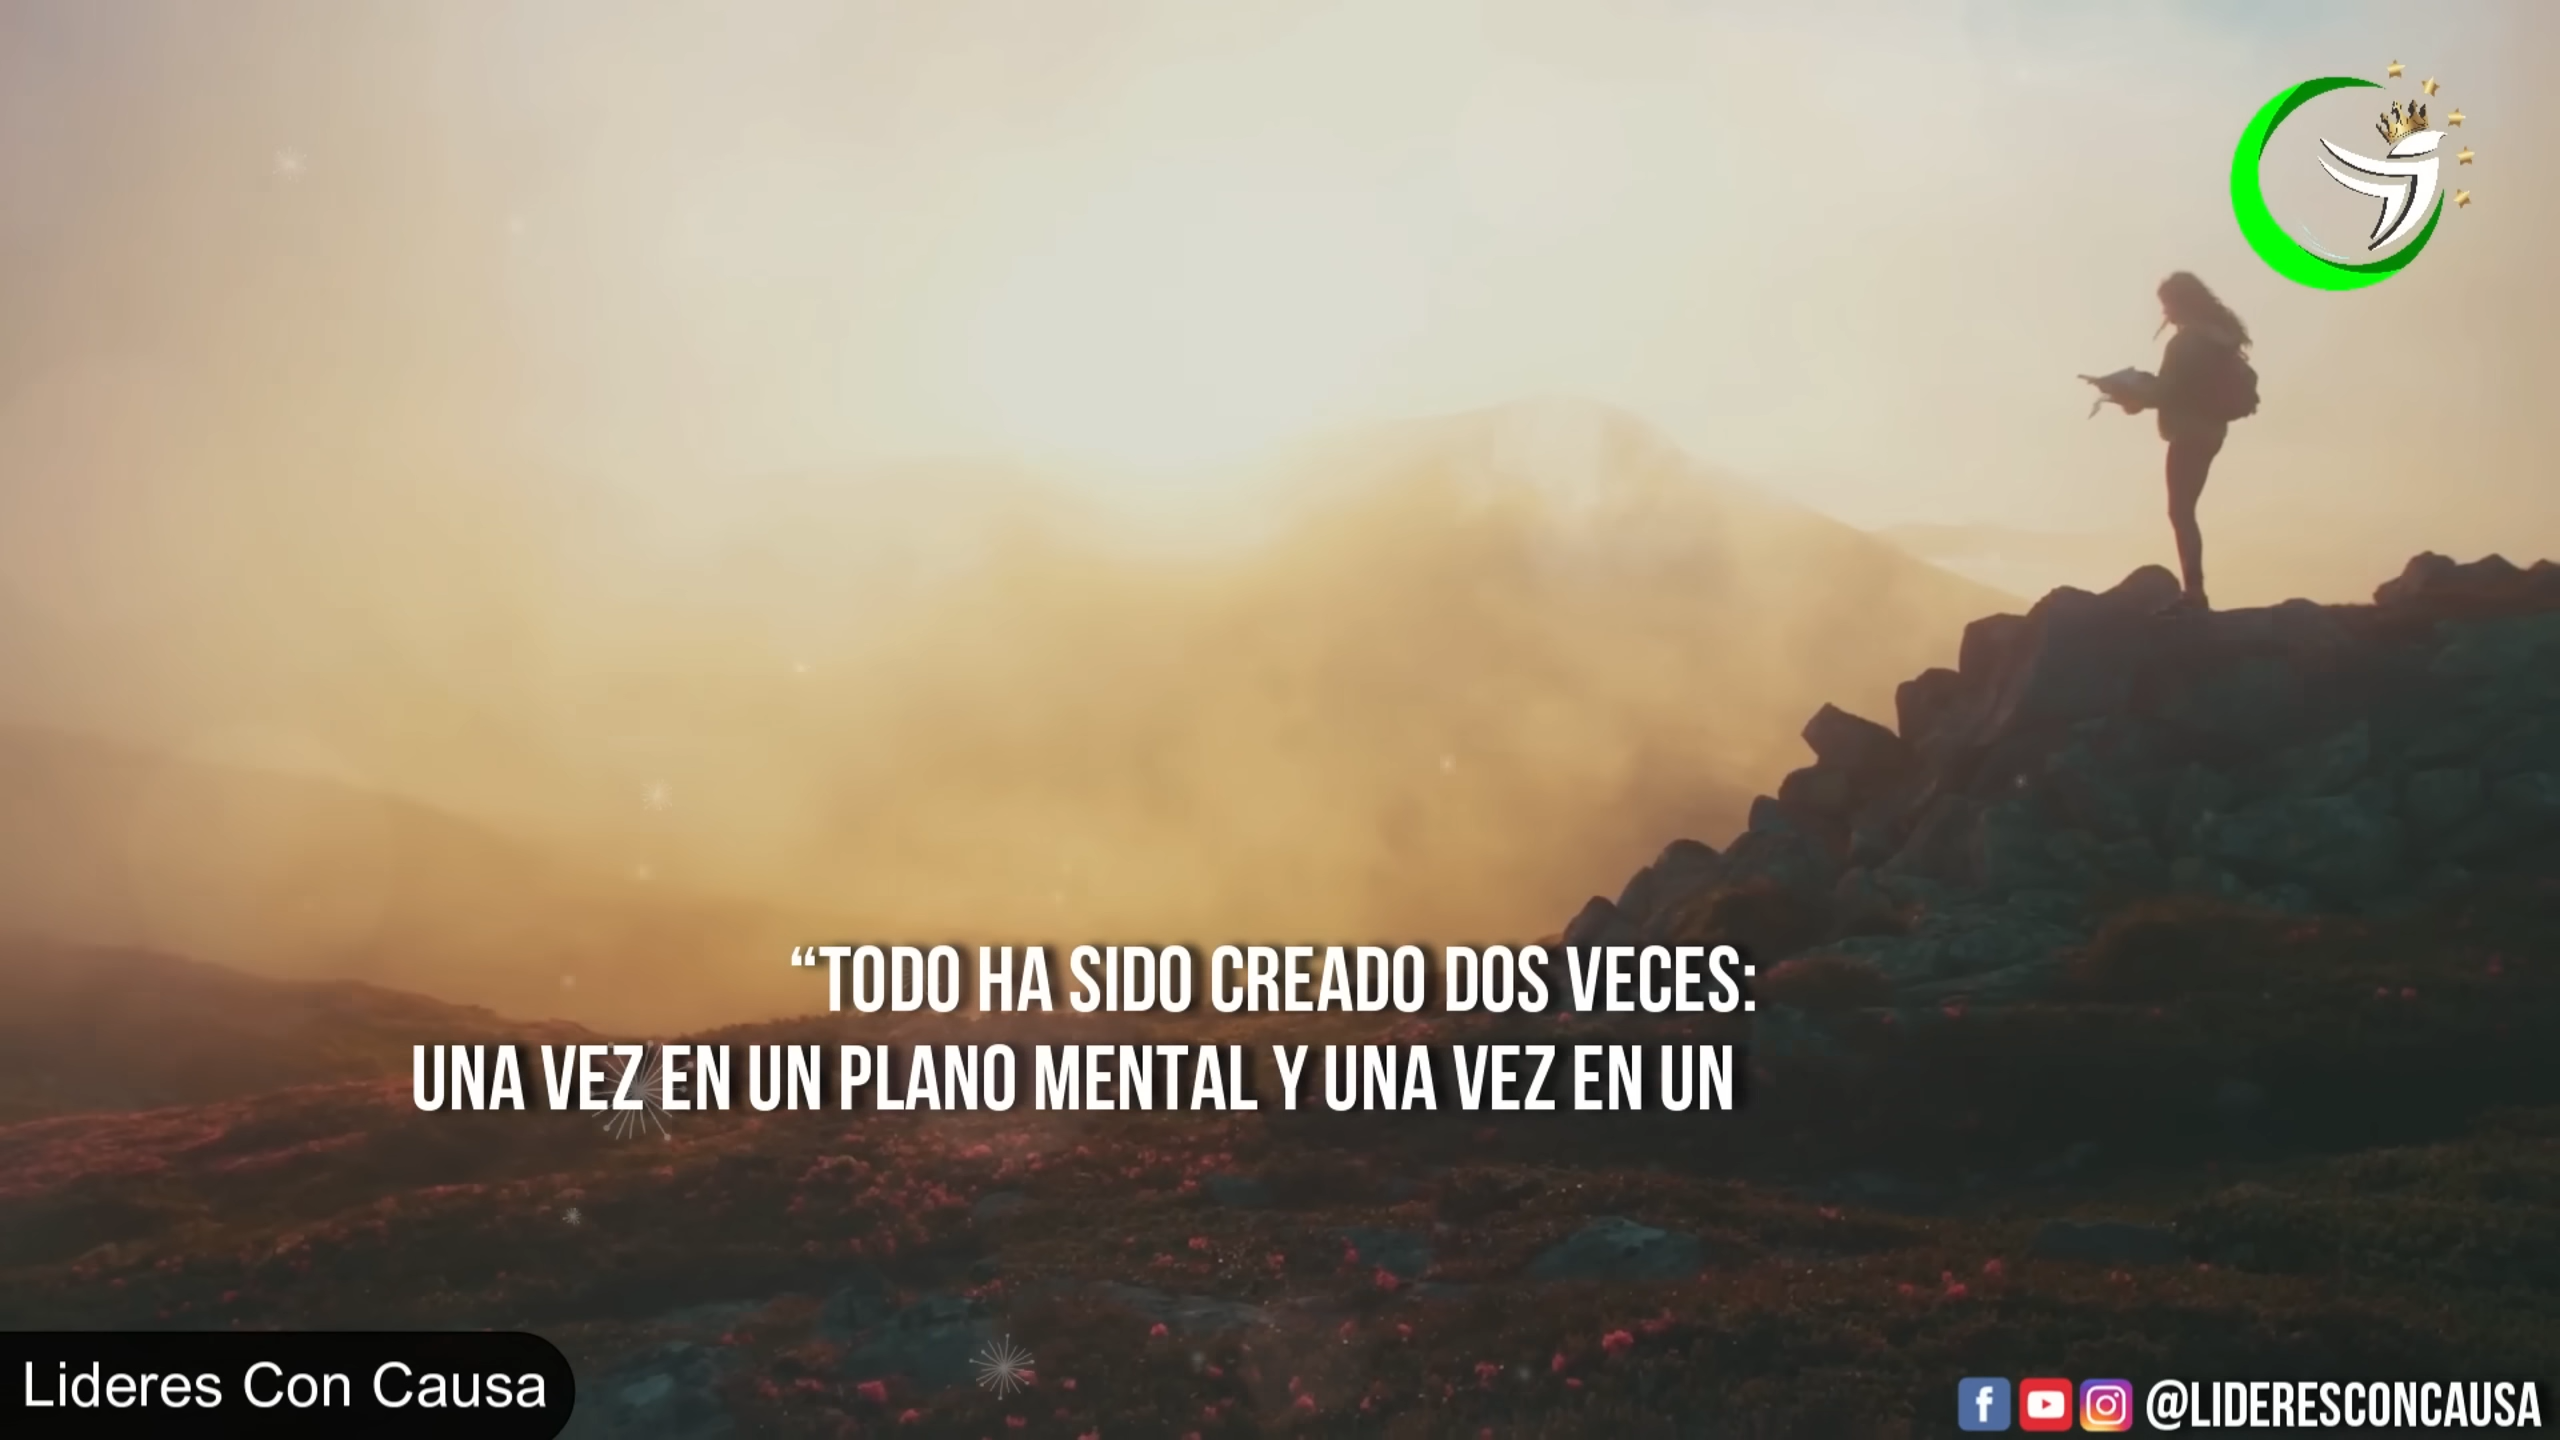 “TODO HA SIDO CREADO DOS VECES:
UNA VEZ EN UN PLANO MENTAL Y UNA VEZ EN UN
Lideres Con Causa
@LIDERESCONCAUSA